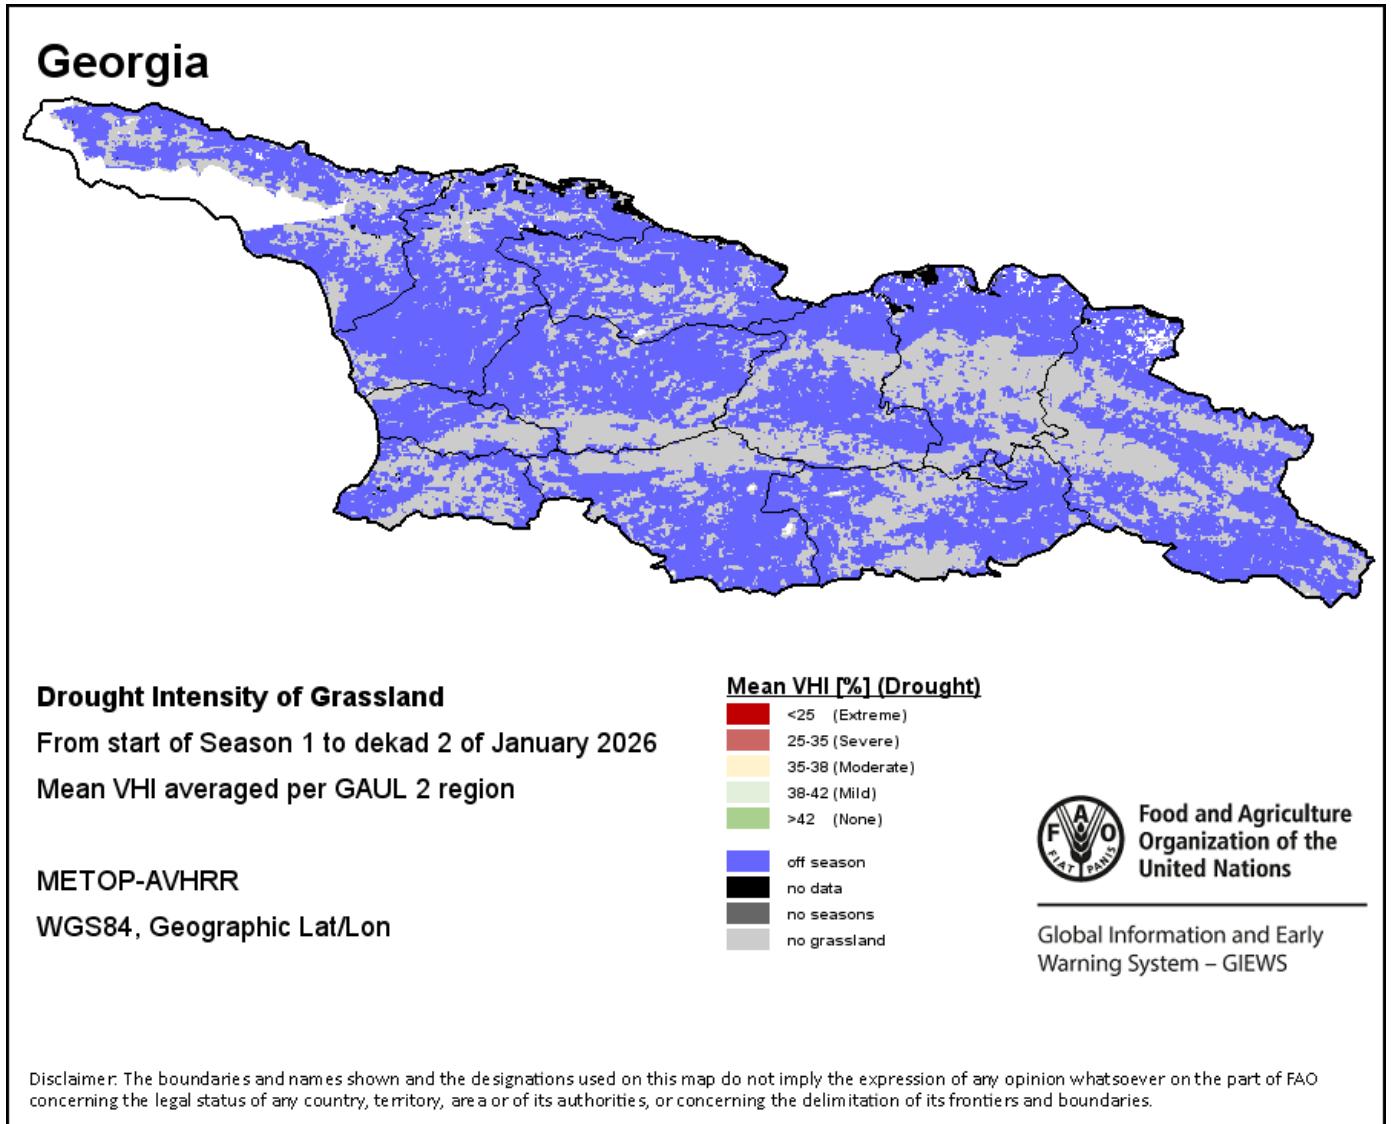 Georgia
Drought Intensity of Grassland
From start of Season 1 to dekad 2 of January 2026
Mean VHI averaged per GAUL 2 region
METOP-AVHRR
WGS84, Geographic Lat/Lon
Mean VHI [%] (Drought)
<25 (Extreme)
25-35 (Severe)
35-38 (Moderate)
38-42 (Mild)
>42 (None)
off season
no data
no seasons
no grassland
F A O
FIAT PANIS
Food and Agriculture
Organization of the
United Nations
Global Information and Early
Warning System – GIEWS
Disclaimer: The boundaries and names shown and the designations used on this map do not imply the expression of any opinion whatsoever on the part of FAO
concerning the legal status of any country, territory, area or of its authorities, or concerning the delimitation of its frontiers and boundaries.